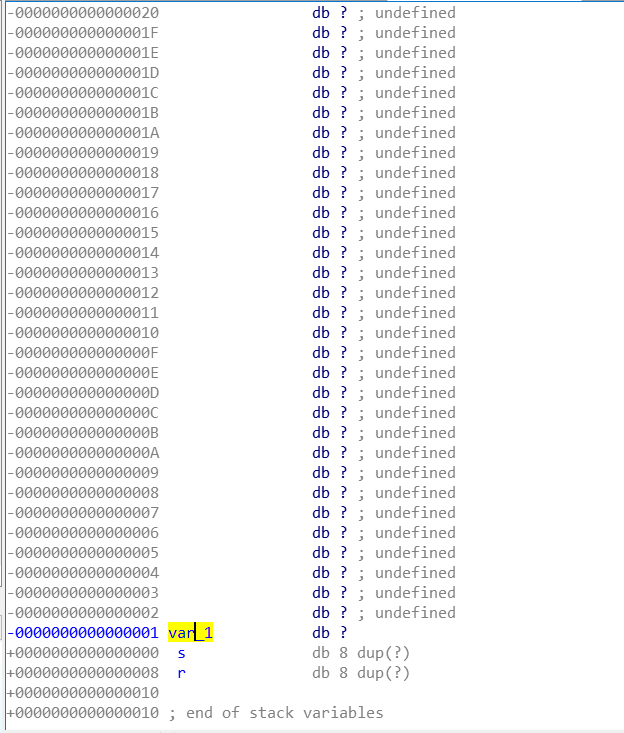 -0000000000000020 db ? ; undefined
-000000000000001F db ? ; undefined
-000000000000001E db ? ; undefined
-000000000000001D db ? ; undefined
-000000000000001C db ? ; undefined
-000000000000001B db ? ; undefined
-000000000000001A db ? ; undefined
-0000000000000019 db ? ; undefined
-0000000000000018 db ? ; undefined
-0000000000000017 db ? ; undefined
-0000000000000016 db ? ; undefined
-0000000000000015 db ? ; undefined
-0000000000000014 db ? ; undefined
-0000000000000013 db ? ; undefined
-0000000000000012 db ? ; undefined
-0000000000000011 db ? ; undefined
-0000000000000010 db ? ; undefined
-000000000000000F db ? ; undefined
-000000000000000E db ? ; undefined
-000000000000000D db ? ; undefined
-000000000000000C db ? ; undefined
-000000000000000B db ? ; undefined
-000000000000000A db ? ; undefined
-0000000000000009 db ? ; undefined
-0000000000000008 db ? ; undefined
-0000000000000007 db ? ; undefined
-0000000000000006 db ? ; undefined
-0000000000000005 db ? ; undefined
-0000000000000004 db ? ; undefined
-0000000000000003 db ? ; undefined
-0000000000000002 db ? ; undefined
-0000000000000001 var_1 db ?
+0000000000000000 s db 8 dup(?)
+0000000000000008 r db 8 dup(?)
+0000000000000010
+0000000000000010 ; end of stack variables